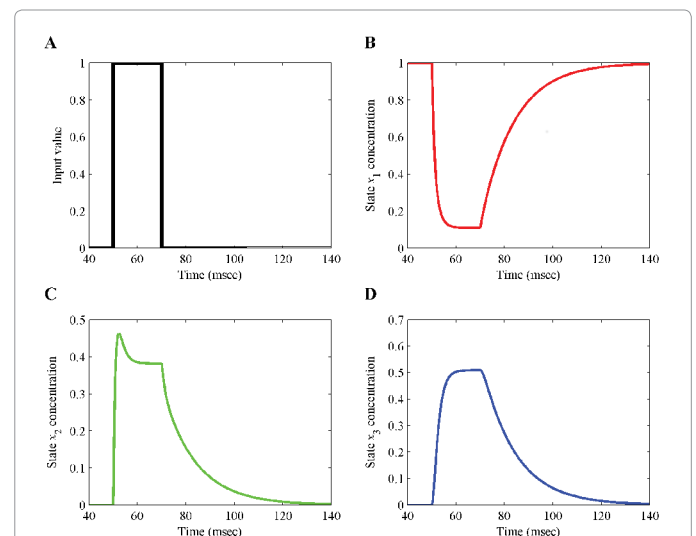 A
1
0.8
0.6
0.4
0.2
0
Input value
40 60 80 100 120 140
Time (msec)
B
1
0.8
0.6
0.4
0.2
0
State x1 concentration
40 60 80 100 120 140
Time (msec)
C
0.5
0.4
0.3
0.2
0.1
0
State x2 concentration
40 60 80 100 120 140
Time (msec)
D
0.7
0.6
0.5
0.4
0.3
0.2
0.1
0
State x3 concentration
40 60 80 100 120 140
Time (msec)